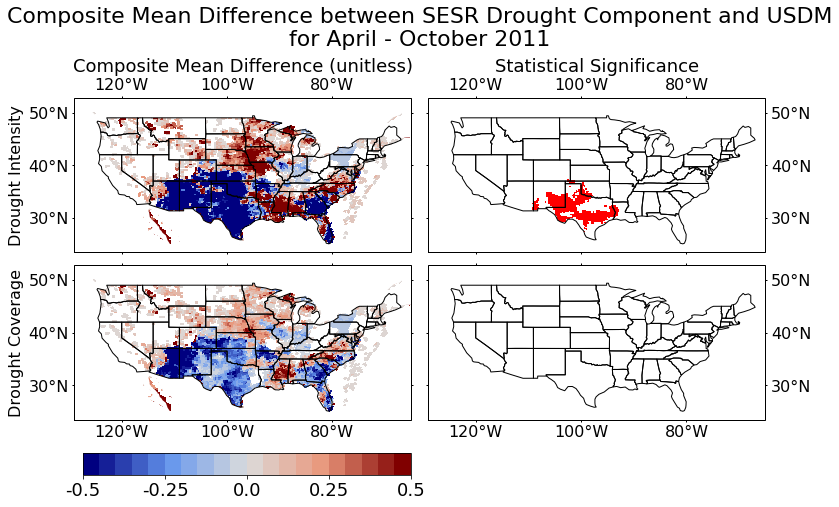 Composite Mean Difference between SESR Drought Component and USDM
for April - October 2011
Composite Mean Difference (unitless)
Statistical Significance
120°W 100°W 80°W
120°W 100°W 80°W
Drought Intensity
50°N
40°N
30°N
50°N
40°N
30°N
Drought Coverage
50°N
40°N
30°N
50°N
40°N
30°N
120°W 100°W 80°W
120°W 100°W 80°W
-0.5 -0.25 0.0 0.25 0.5